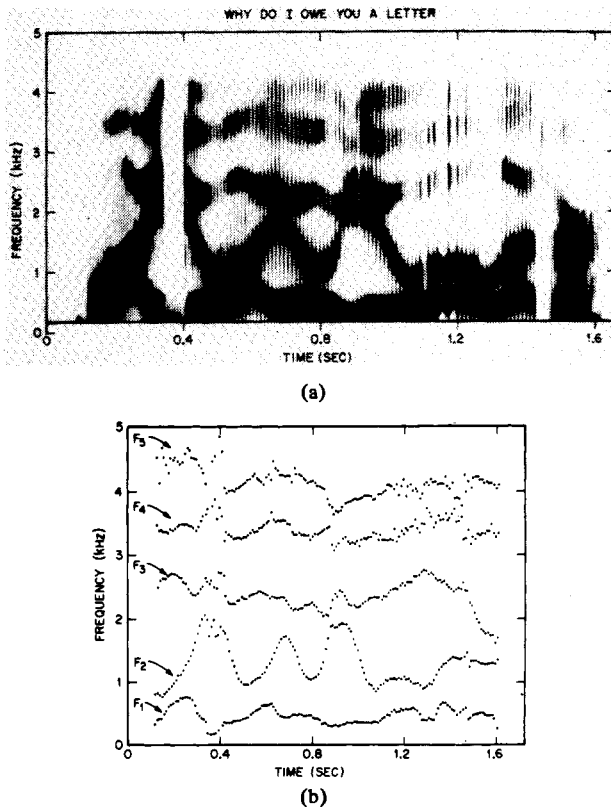 WHY DO I OWE YOU A LETTER
5
4
3
2
1
0
FREQUENCY (kHz)
0 0.4 0.8 1.2 1.6
TIME (SEC)
(a)
5
4
3
2
1
0
FREQUENCY (kHz)
F5
F4
F3
F2
F1
0 0.4 0.8 1.2 1.6
TIME (SEC)
(b)